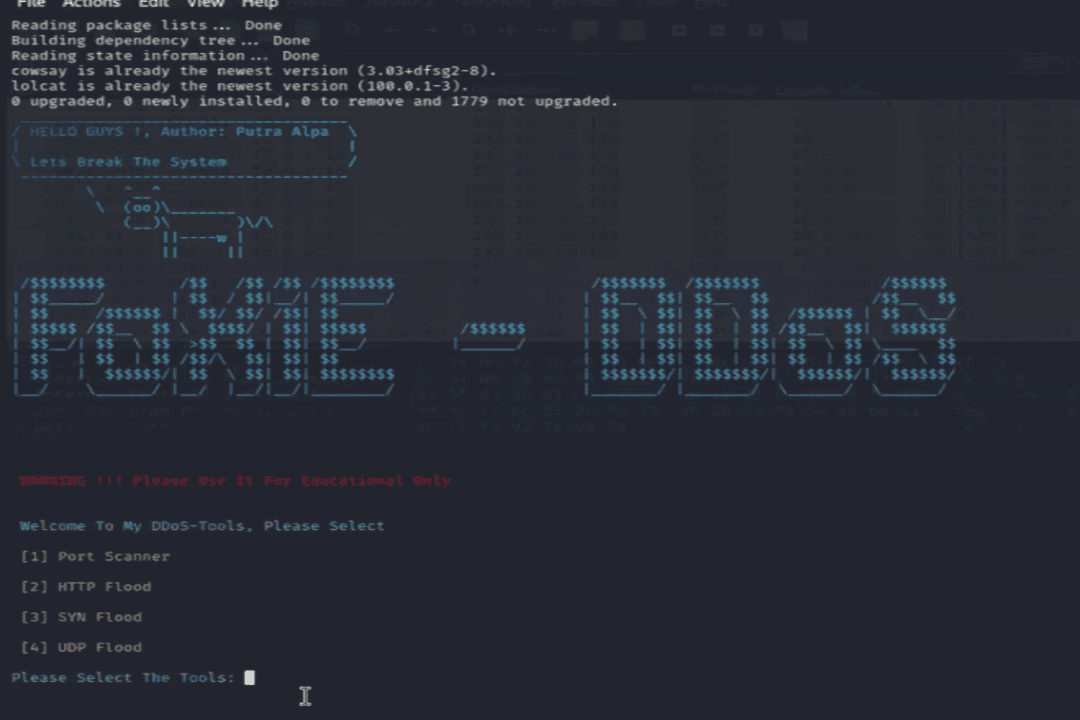 File Actions Edit View Help
Reading package lists... Done
Building dependency tree... Done
Reading state information... Done
cowsay is already the newest version (3.03+dfsg2-8).
lolcat is already the newest version (100.0.1-3).
0 upgraded, 0 newly installed, 0 to remove and 1779 not upgraded.
HELLO GUYS !, Author: Putra Alpa
Lets Break The System
FoXIE - DDoS
WARNING !!! Please Use It For Educational Only
Welcome To My DDoS-Tools, Please Select
[1] Port Scanner
[2] HTTP Flood
[3] SYN Flood
[4] UDP Flood
Please Select The Tools: